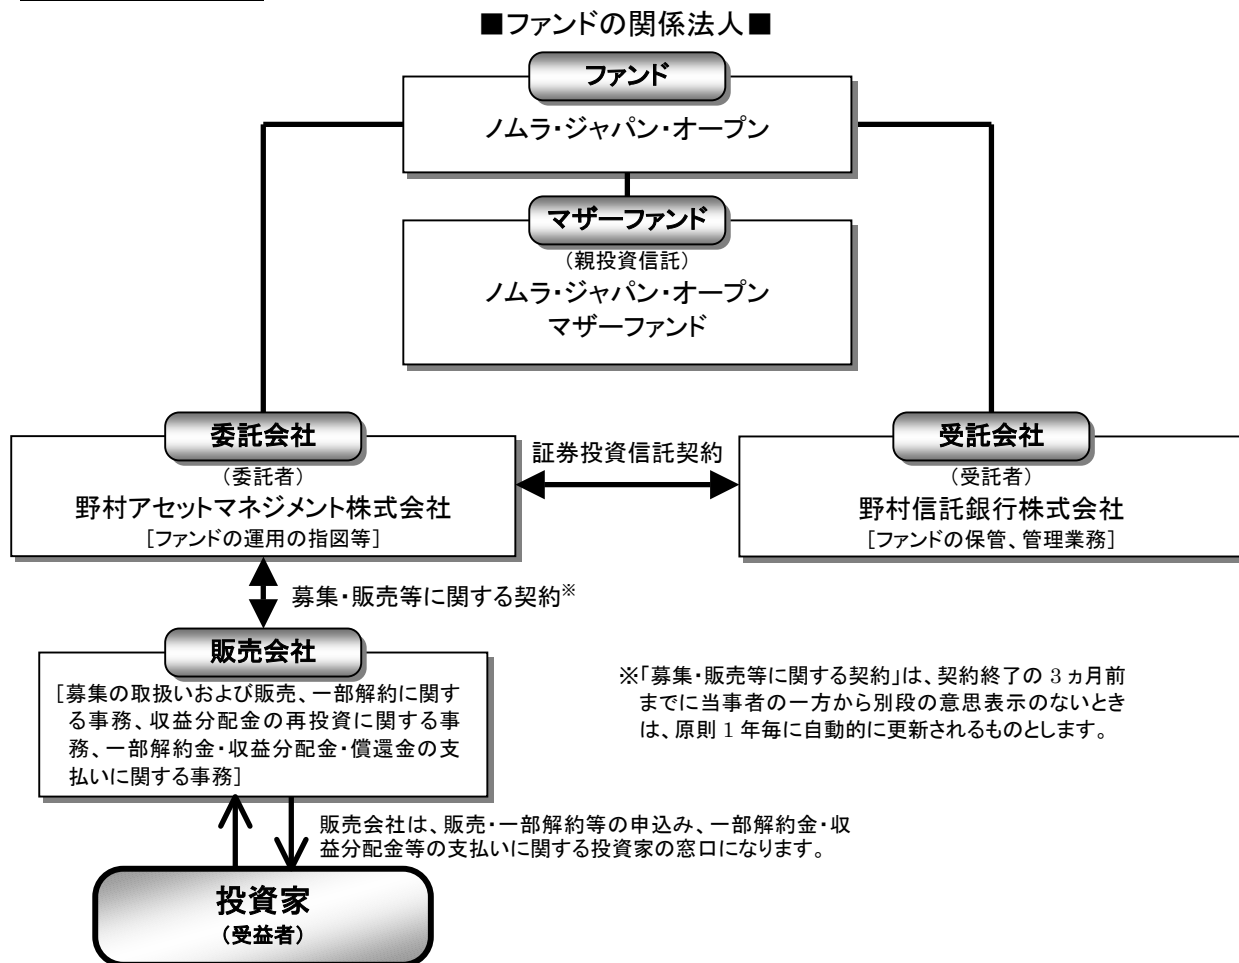 ■ファンドの関係法人■
ファンド
ノムラ・ジャパン・オープン
マザーファンド
(親投資信託)
ノムラ・ジャパン・オープン
マザーファンド
委託会社
(委託者)
野村アセットマネジメント株式会社
[ファンドの運用の指図等]
証券投資信託契約
受託会社
(受託者)
野村信託銀行株式会社
[ファンドの保管、管理業務]
募集・販売等に関する契約※
販売会社
[募集の取扱いおよび販売、一部解約に関す
る事務、収益分配金の再投資に関する事
務、一部解約金・収益分配金・償還金の支
払いに関する事務]
※「募集・販売等に関する契約」は、契約終了の 3 ヵ月前
までに当事者の一方から別段の意思表示のないとき
は、原則 1 年毎に自動的に更新されるものとします。
販売会社は、販売・一部解約等の申込み、一部解約金・収
益分配金等の支払いに関する投資家の窓口になります。
投資家
(受益者)